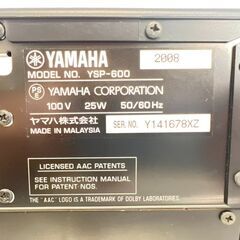 YAMAHA
2008
MODEL NO. YSP-600
PS
E
YAMAHA CORPORATION
100V 25W 50/60Hz
ヤマハ株式会社
MADE IN MALAYSIA
SER.NO. Y141678XZ
LICENSED AAC PATENTS
SEE INSTRUCTION MANUAL
FOR PATENT-NOS.
THE "AAC" LOGO IS A TRADEMARK OF DOLBY LABORATORIES.